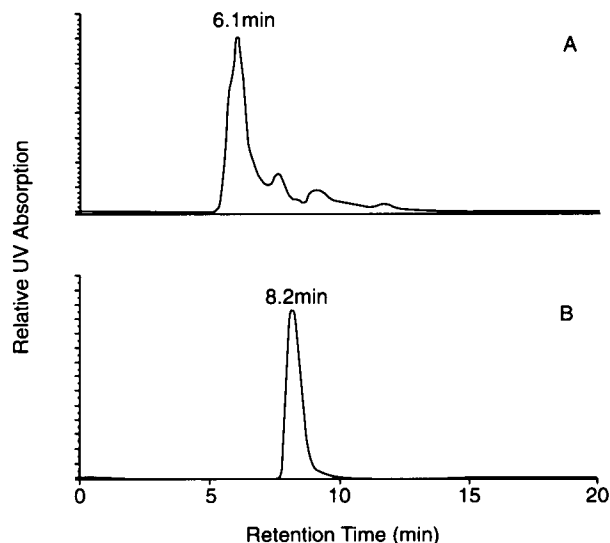 6.1min
A
Relative UV Absorption
8.2min
B
0 5 10 15 20
Retention Time (min)